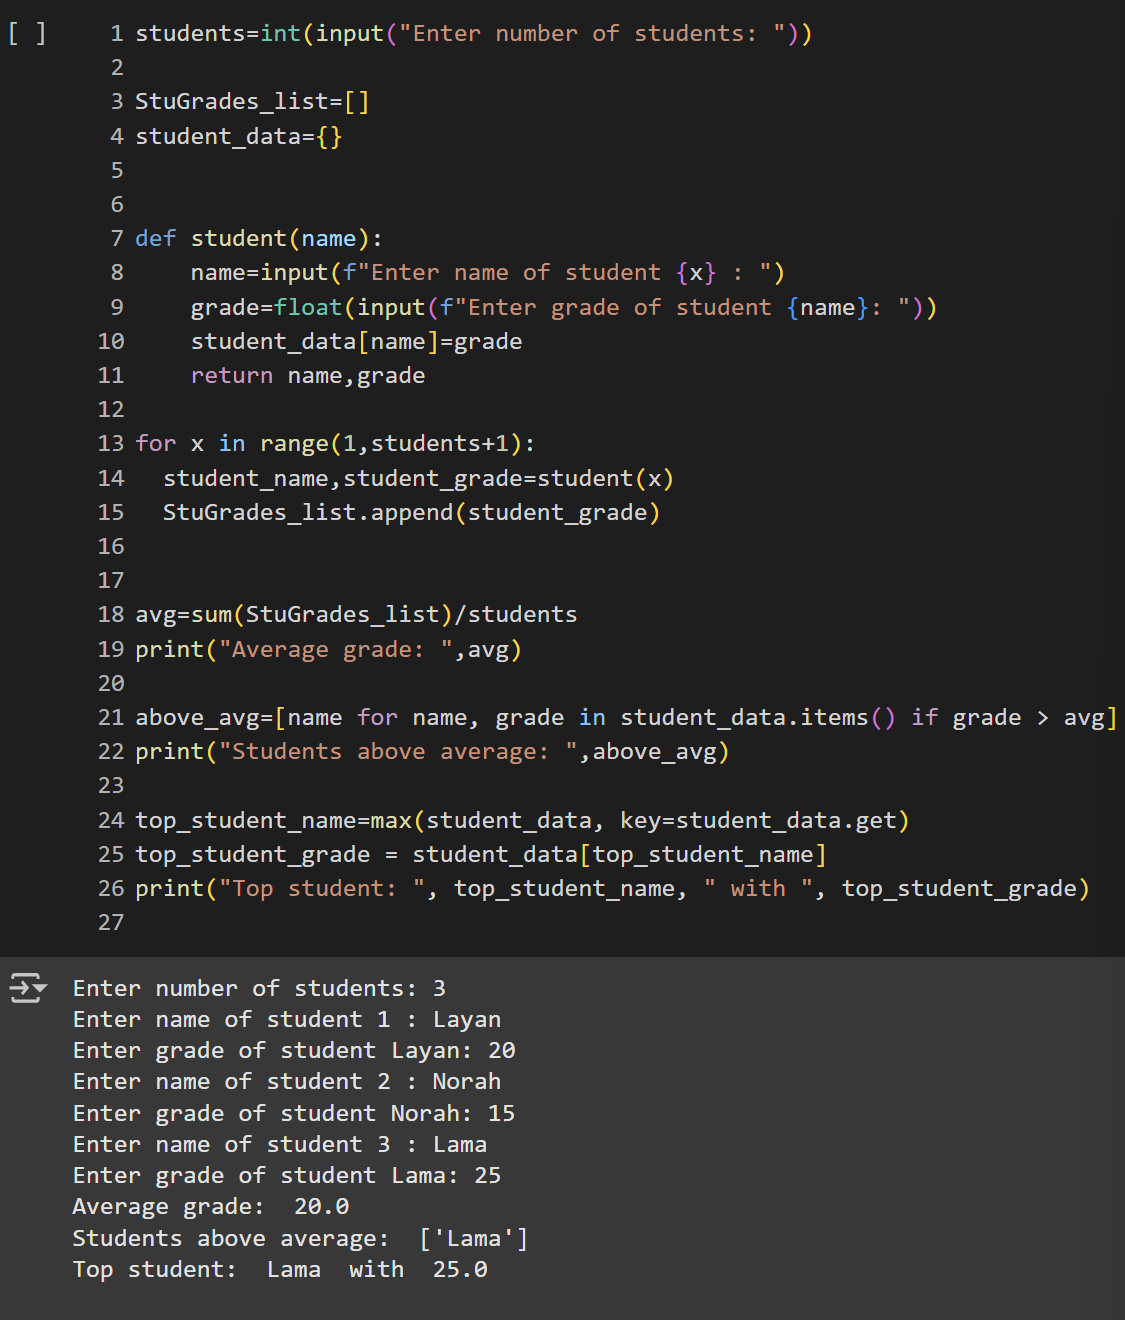 [ ]
1 students=int(input("Enter number of students: "))
2
3 StuGrades_list=[]
4 student_data={}
5
6
7 def student(name):
8     name=input(f"Enter name of student {x} : ")
9     grade=float(input(f"Enter grade of student {name}: "))
10     student_data[name]=grade
11     return name,grade
12
13 for x in range(1,students+1):
14   student_name,student_grade=student(x)
15   StuGrades_list.append(student_grade)
16
17
18 avg=sum(StuGrades_list)/students
19 print("Average grade: ",avg)
20
21 above_avg=[name for name, grade in student_data.items() if grade > avg]
22 print("Students above average: ",above_avg)
23
24 top_student_name=max(student_data, key=student_data.get)
25 top_student_grade = student_data[top_student_name]
26 print("Top student: ", top_student_name, " with ", top_student_grade)
27
Enter number of students: 3
Enter name of student 1 : Layan
Enter grade of student Layan: 20
Enter name of student 2 : Norah
Enter grade of student Norah: 15
Enter name of student 3 : Lama
Enter grade of student Lama: 25
Average grade:  20.0
Students above average:  ['Lama']
Top student:  Lama  with  25.0